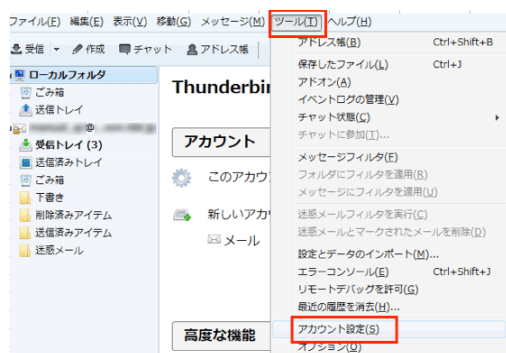 ファイル(F) 編集(E) 表示(V) 移動(G) メッセージ(M) ツール(T) ヘルプ(H)
受信 作成 チャット アドレス帳
ローカルフォルダ
ごみ箱
送信トレイ
受信トレイ (3)
送信済みトレイ
ごみ箱
下書き
削除済みアイテム
送信済みアイテム
迷惑メール
Thunderbir
アカウント
このアカウ
新しいアカ
メール
高度な機能
アドレス帳(B) Ctrl+Shift+B
保存したファイル(L) Ctrl+J
アドオン(A)
イベントログの管理(V)
チャット状態(C)
チャットに参加(T)...
メッセージフィルタ(F)
フォルダにフィルタを適用(R)
メッセージにフィルタを適用(U)
迷惑メールフィルタを実行(C)
迷惑メールとマークされたメールを削除(D)
設定とデータのインポート(M)...
エラーコンソール(E) Ctrl+Shift+J
リモートデバッグを許可(G)
最近の履歴を消去(H)...
アカウント設定(S)
オプション(O)